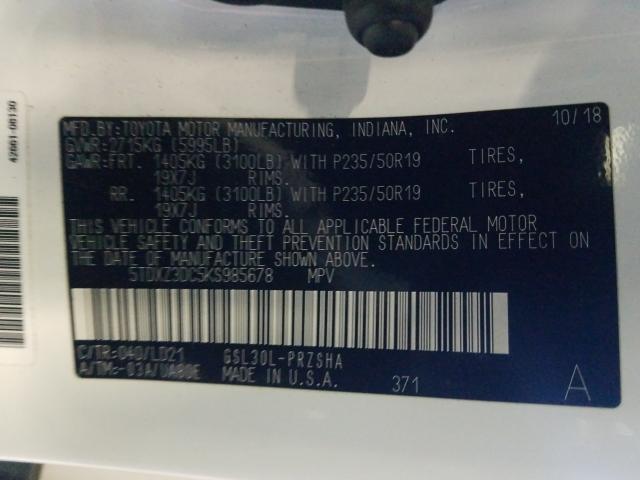 42661-08130
MFD.BY:TOYOTA MOTOR MANUFACTURING, INDIANA, INC. 10/18
GVWR:2715KG (5995LB)
GAWR:FRT. 1405KG (3100LB) WITH P235/50R19 TIRES,
19X7J RIMS.
RR. 1405KG (3100LB) WITH P235/50R19 TIRES,
19X7J RIMS.
THIS VEHICLE CONFORMS TO ALL APPLICABLE FEDERAL MOTOR
VEHICLE SAFETY AND THEFT PREVENTION STANDARDS IN EFFECT ON
THE DATE OF MANUFACTURE SHOWN ABOVE.
5TDXZ3DC5KS985678 MPV
C/TR:040/LD21 GSL30L-PRZSHA
A/TM:-03A/UA80E MADE IN U.S.A. 371 A